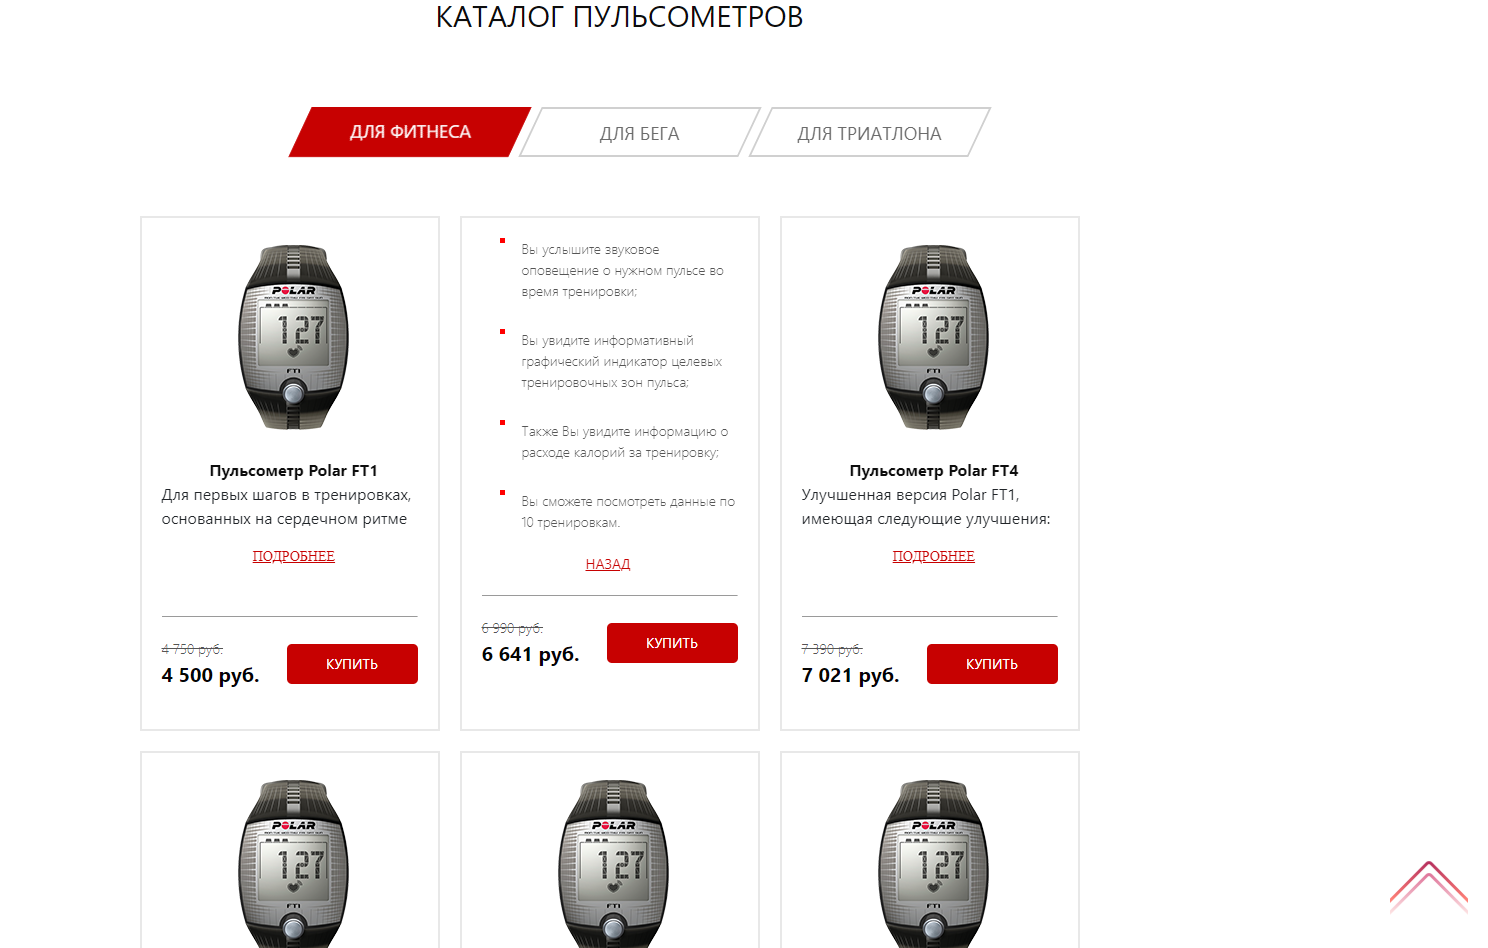 КАТАЛОГ ПУЛЬСОМЕТРОВ
ДЛЯ ФИТНЕСА
ДЛЯ БЕГА
ДЛЯ ТРИАТЛОНА
POLAR
127
FT1
Пульсометр Polar FT1
Для первых шагов в тренировках,
основанных на сердечном ритме
ПОДРОБНЕЕ
4 750 руб.
4 500 руб.
КУПИТЬ
Вы услышите звуковое
оповещение о нужном пульсе во
время тренировки;
Вы увидите информативный
графический индикатор целевых
тренировочных зон пульса;
Также Вы увидите информацию о
расходе калорий за тренировку;
Вы сможете посмотреть данные по
10 тренировкам.
НАЗАД
6 990 руб.
6 641 руб.
КУПИТЬ
POLAR
127
FT1
Пульсометр Polar FT4
Улучшенная версия Polar FT1,
имеющая следующие улучшения:
ПОДРОБНЕЕ
7 390 руб.
7 021 руб.
КУПИТЬ
POLAR
127
FT1
POLAR
127
FT1
POLAR
127
FT1